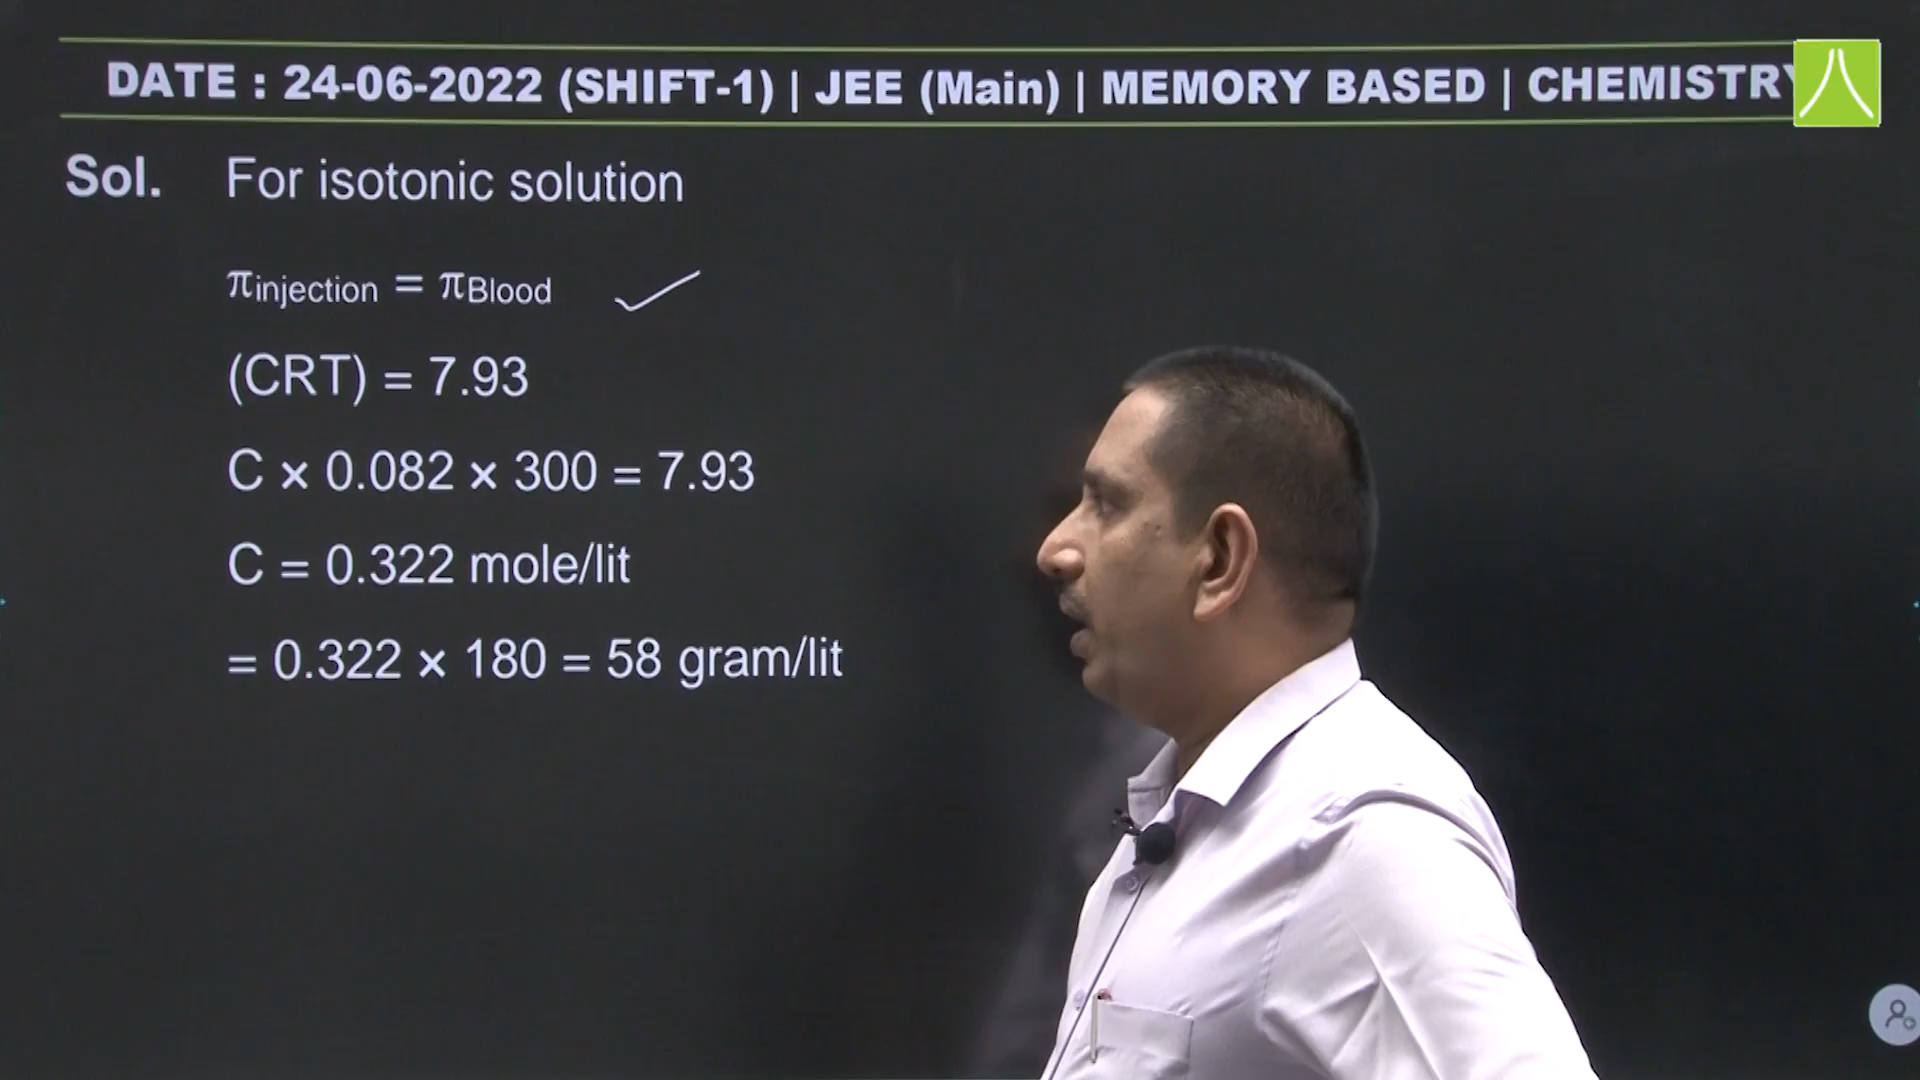 DATE : 24-06-2022 (SHIFT-1) | JEE (Main) | MEMORY BASED | CHEMISTRY
Sol. For isotonic solution
πinjection = πBlood
(CRT) = 7.93
C × 0.082 × 300 = 7.93
C = 0.322 mole/lit
= 0.322 × 180 = 58 gram/lit